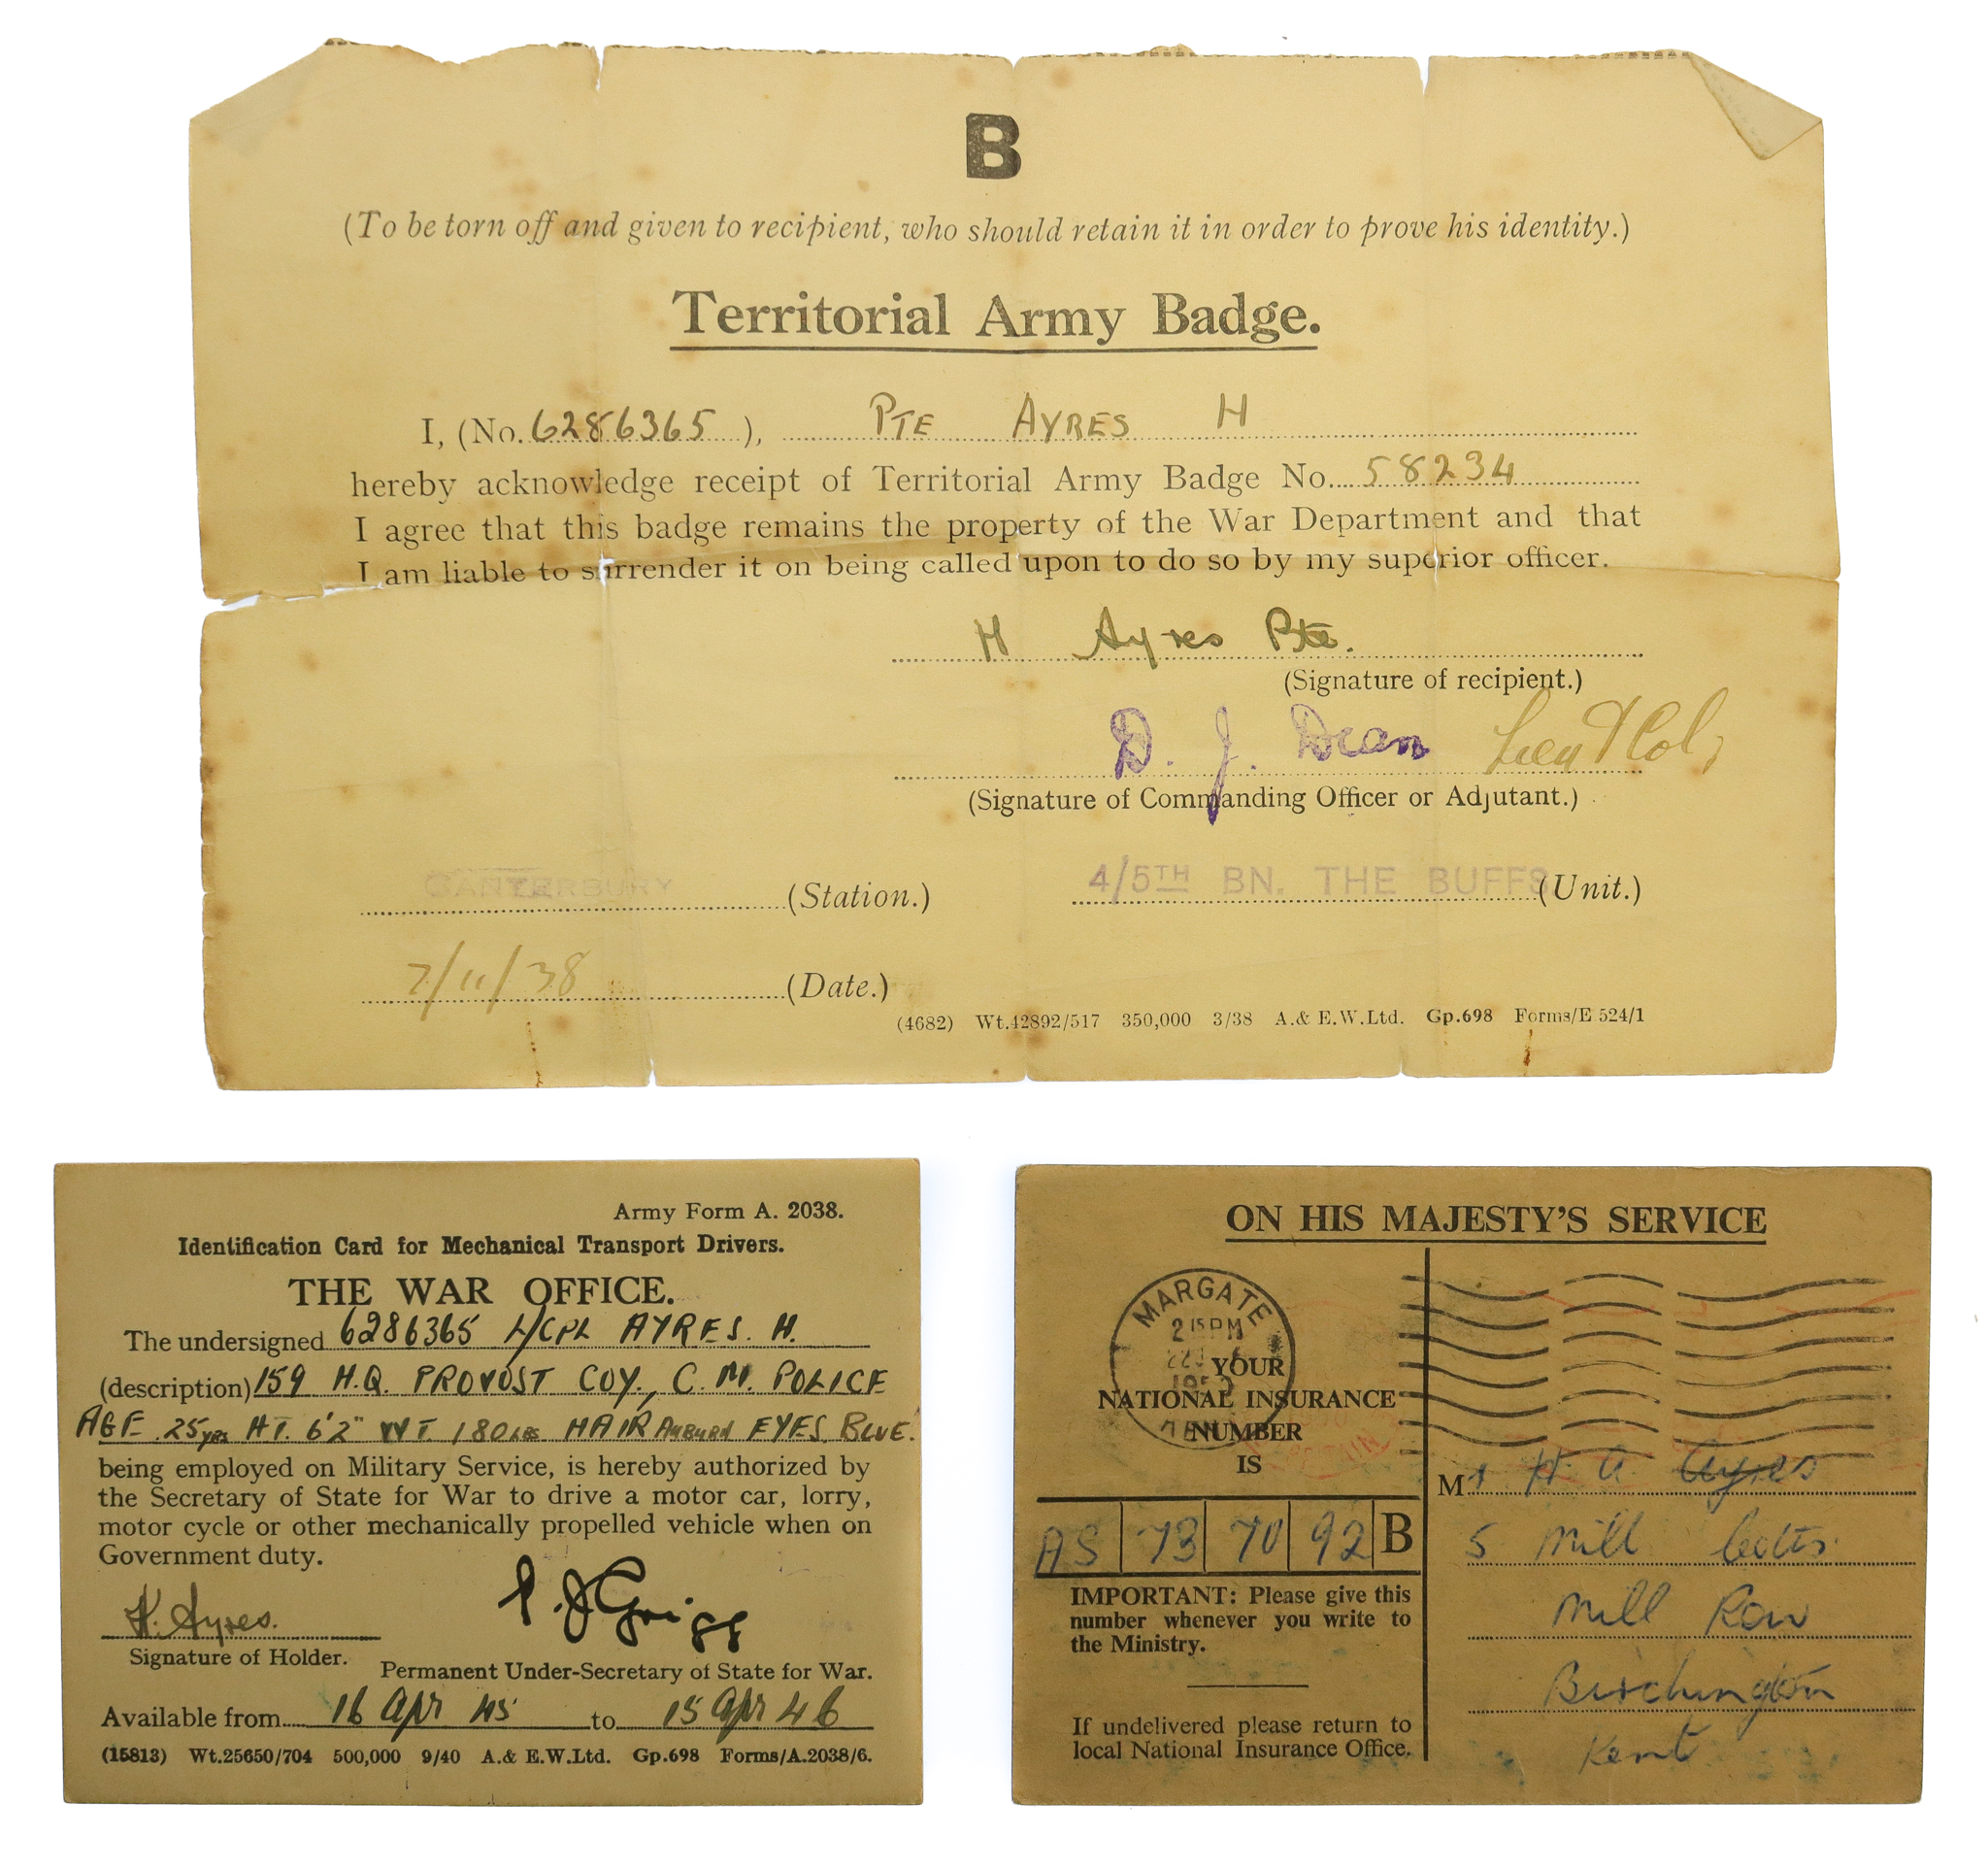 B
(To be torn off and given to recipient, who should retain it in order to prove his identity.)
Territorial Army Badge.
I, (No. 6286365), PTE AYRES H
hereby acknowledge receipt of Territorial Army Badge No. 58234
I agree that this badge remains the property of the War Department and that
I am liable to surrender it on being called upon to do so by my superior officer.
H Ayres Pte.
(Signature of recipient.)
D. J. Dean Lieut Col,
(Signature of Commanding Officer or Adjutant.)
CANTERBURY (Station.) 4/5TH BN. THE BUFFS (Unit.)
7/11/38 (Date.)
(4682) Wt.42892/517 350,000 3/38 A.& E.W.Ltd. Gp.698 Forms/E 524/1
Army Form A. 2038.
Identification Card for Mechanical Transport Drivers.
THE WAR OFFICE.
The undersigned 6286365 L/CPL AYRES. H.
(description) 159 H.Q. PROVOST COY., C. M. POLICE
AGE 25 yrs HT. 6'2" WT. 180 LBS HAIR AUBURN EYES BLUE.
being employed on Military Service, is hereby authorized by
the Secretary of State for War to drive a motor car, lorry,
motor cycle or other mechanically propelled vehicle when on
Government duty.
H. Ayres.
P. J. Grigg
Signature of Holder.
Permanent Under-Secretary of State for War.
Available from 16 Apr 45 to 15 Apr 46
(15813) Wt.25650/704 500,000 9/40 A.& E.W.Ltd. Gp.698 Forms/A.2038/6.
ON HIS MAJESTY'S SERVICE
MARGATE
2 15 PM
YOUR
NATIONAL INSURANCE
NUMBER
IS
AS 73 70 92 B
IMPORTANT: Please give this
number whenever you write to
the Ministry.
If undelivered please return to
local National Insurance Office.
Mr H. A. Ayres
5 Mill Cotts.
Mill Row
Birchington
Kent